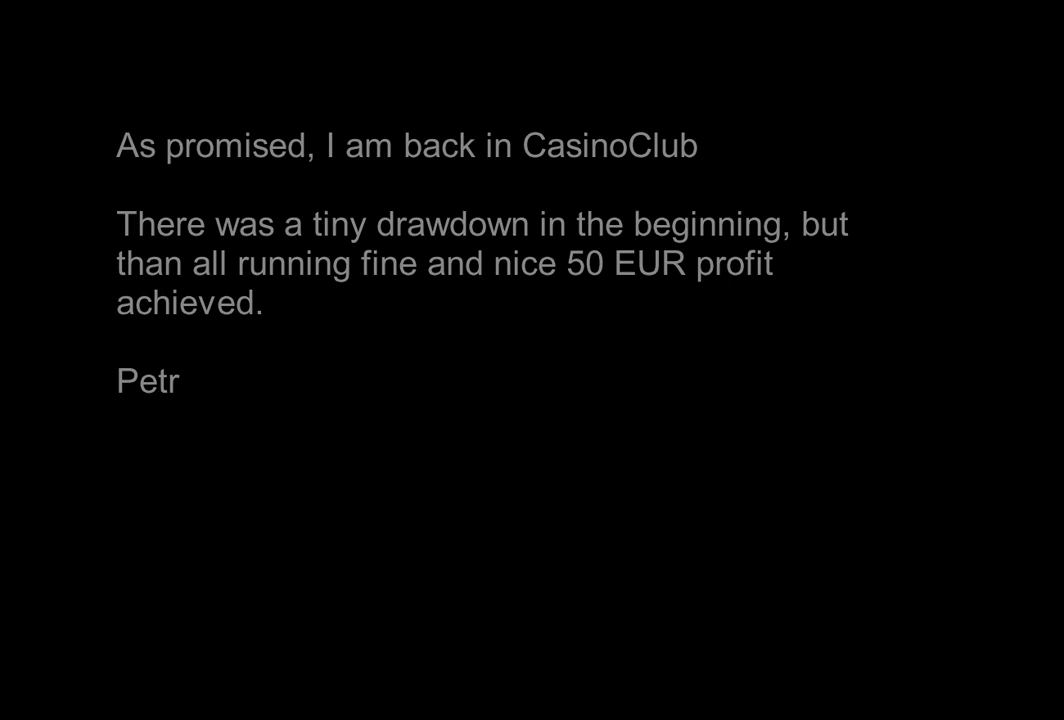 As promised, I am back in CasinoClub
There was a tiny drawdown in the beginning, but
than all running fine and nice 50 EUR profit
achieved.
Petr